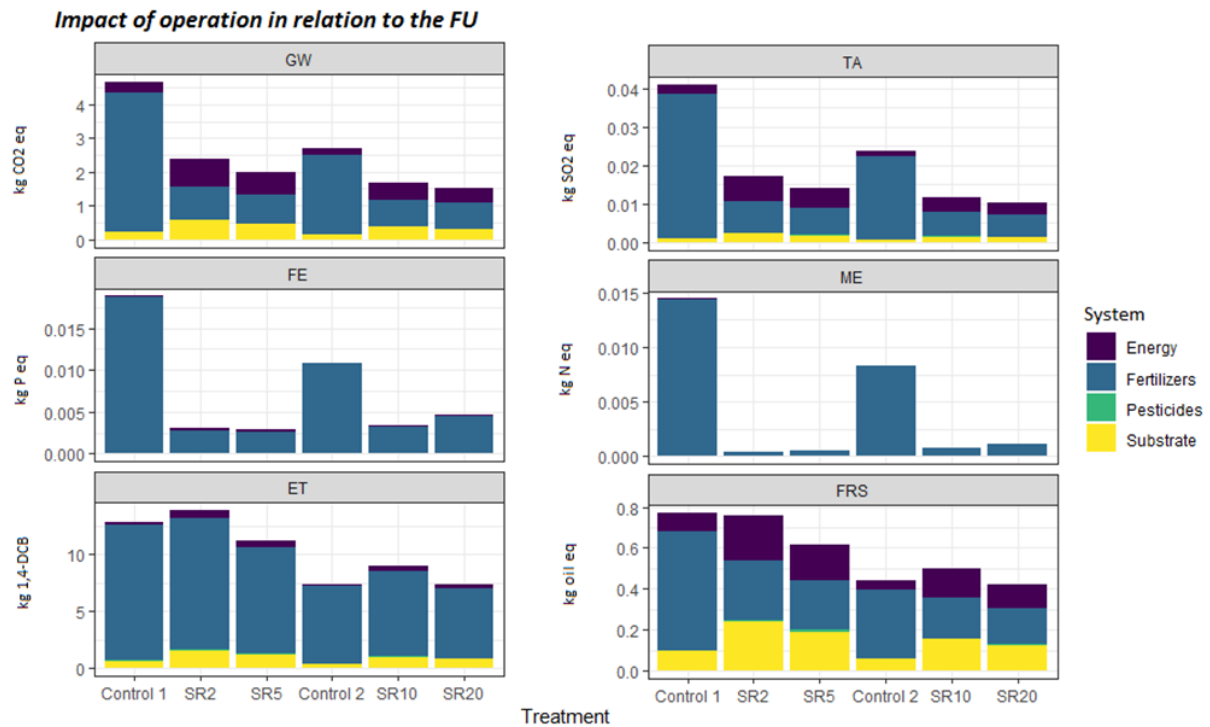 Impact of operation in relation to the FU
GW
kg CO2 eq
4
3
2
1
0
TA
kg SO2 eq
0.04
0.03
0.02
0.01
0.00
FE
kg P eq
0.015
0.010
0.005
0.000
ME
kg N eq
0.015
0.010
0.005
0.000
ET
kg 1,4-DCB
10
5
0
FRS
kg oil eq
0.8
0.6
0.4
0.2
0.0
Control 1 SR2 SR5 Control 2 SR10 SR20
Control 1 SR2 SR5 Control 2 SR10 SR20
Treatment
System
Energy
Fertilizers
Pesticides
Substrate